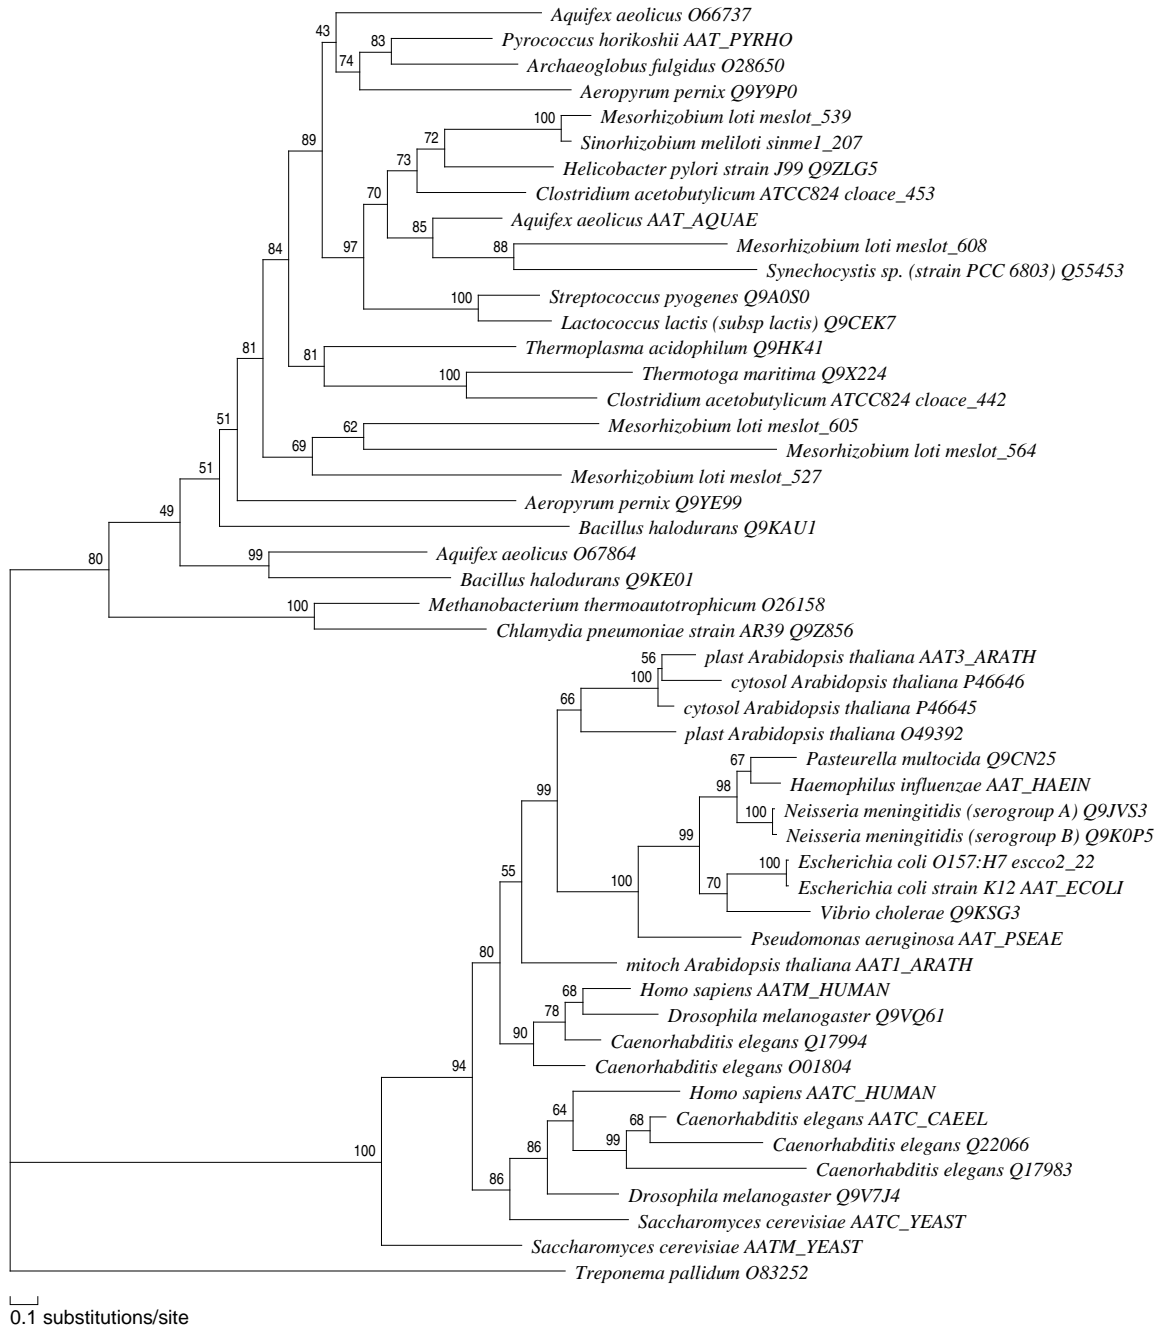 Aquifex aeolicus O66737
43
83
Pyrococcus horikoshii AAT_PYRHO
74
Archaeoglobus fulgidus O28650
Aeropyrum pernix Q9Y9P0
100
Mesorhizobium loti meslot_539
89
72
Sinorhizobium meliloti sinme1_207
73
Helicobacter pylori strain J99 Q9ZLG5
70
Clostridium acetobutylicum ATCC824 cloace_453
85
Aquifex aeolicus AAT_AQUAE
84
97
88
Mesorhizobium loti meslot_608
Synechocystis sp. (strain PCC 6803) Q55453
100
Streptococcus pyogenes Q9A0S0
Lactococcus lactis (subsp lactis) Q9CEK7
81
81
Thermoplasma acidophilum Q9HK41
100
Thermotoga maritima Q9X224
Clostridium acetobutylicum ATCC824 cloace_442
51
62
Mesorhizobium loti meslot_605
69
Mesorhizobium loti meslot_564
51
Mesorhizobium loti meslot_527
49
Aeropyrum pernix Q9YE99
Bacillus halodurans Q9KAU1
80
99
Aquifex aeolicus O67864
Bacillus halodurans Q9KE01
100
Methanobacterium thermoautotrophicum O26158
Chlamydia pneumoniae strain AR39 Q9Z856
56
plast Arabidopsis thaliana AAT3_ARATH
100
cytosol Arabidopsis thaliana P46646
66
cytosol Arabidopsis thaliana P46645
plast Arabidopsis thaliana O49392
67
Pasteurella multocida Q9CN25
99
98
Haemophilus influenzae AAT_HAEIN
100
Neisseria meningitidis (serogroup A) Q9JVS3
99
Neisseria meningitidis (serogroup B) Q9K0P5
100
Escherichia coli O157:H7 escco2_22
55
100
70
Escherichia coli strain K12 AAT_ECOLI
Vibrio cholerae Q9KSG3
Pseudomonas aeruginosa AAT_PSEAE
80
mitoch Arabidopsis thaliana AAT1_ARATH
68
Homo sapiens AATM_HUMAN
78
Drosophila melanogaster Q9VQ61
90
Caenorhabditis elegans Q17994
94
Caenorhabditis elegans O01804
Homo sapiens AATC_HUMAN
64
68
Caenorhabditis elegans AATC_CAEEL
99
Caenorhabditis elegans Q22066
100
86
Caenorhabditis elegans Q17983
86
Drosophila melanogaster Q9V7J4
Saccharomyces cerevisiae AATC_YEAST
Saccharomyces cerevisiae AATM_YEAST
Treponema pallidum O83252
0.1 substitutions/site